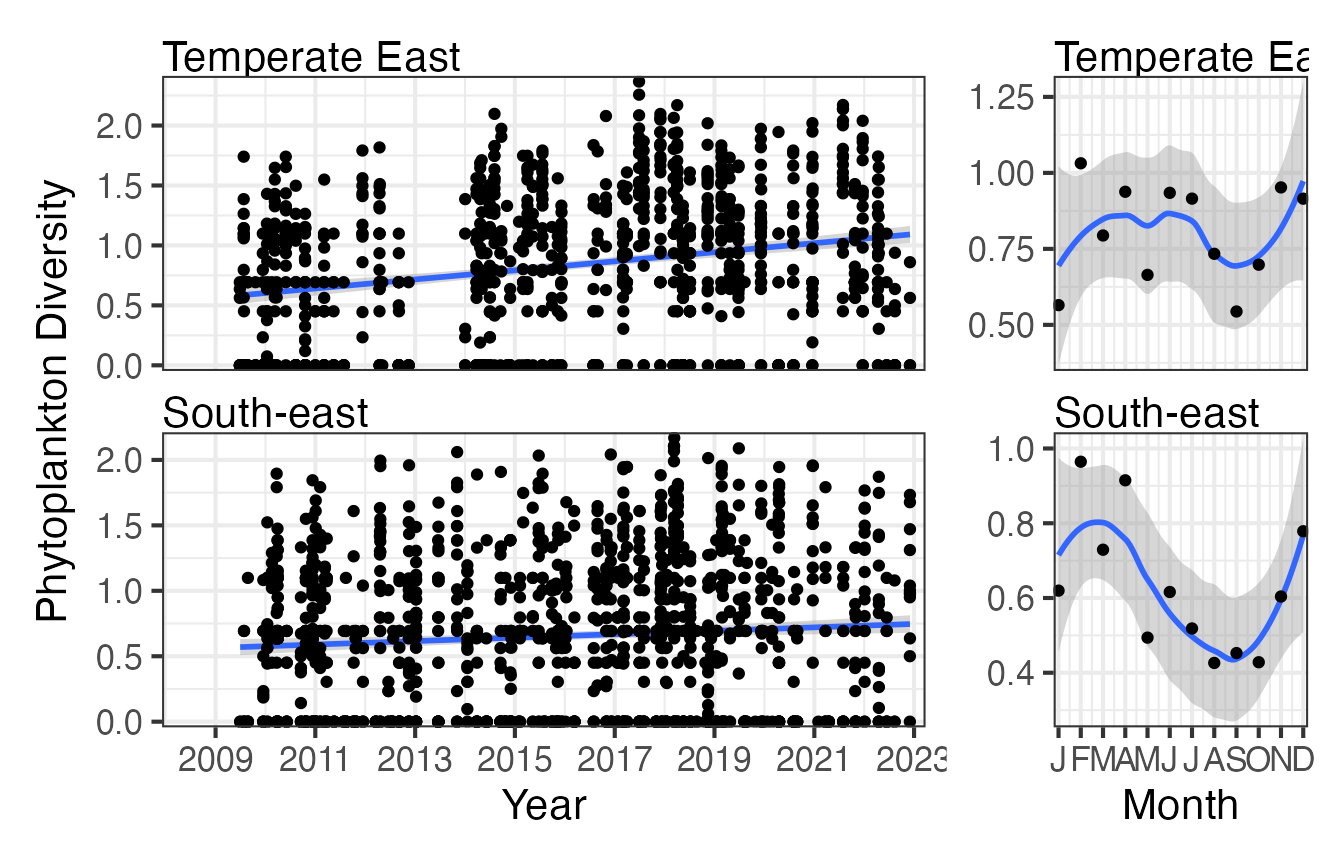 Temperate East
Temperate Ea
2.0
1.5
1.0
0.5
0.0
1.25
1.00
0.75
0.50
Phytoplankton Diversity
South-east
South-east
2.0
1.5
1.0
0.5
0.0
1.0
0.8
0.6
0.4
2009 2011 2013 2015 2017 2019 2021 2023
J F M A M J J A S O N D
Year
Month